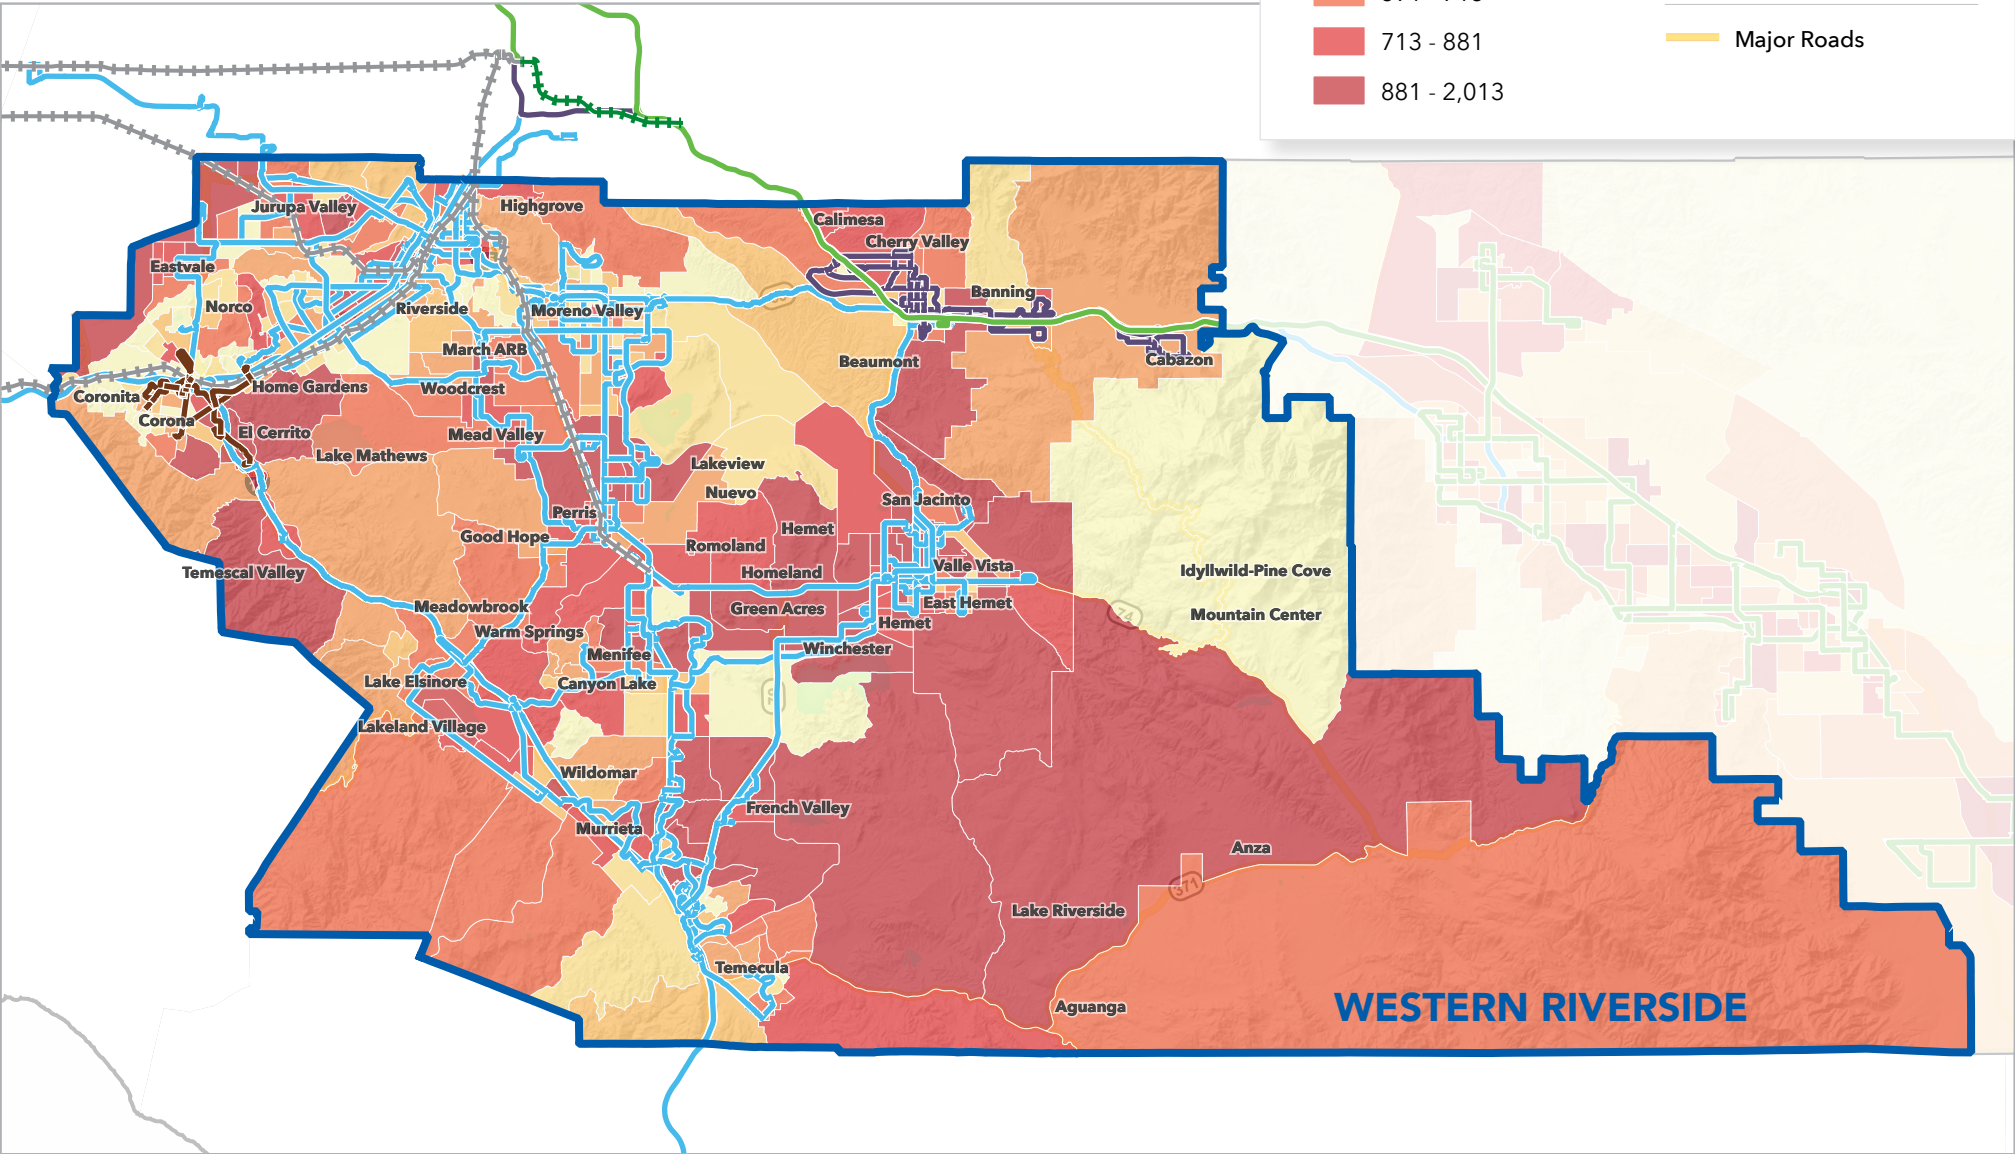 713 - 881
881 - 2,013
Major Roads
Jurupa Valley
Highgrove
Calimesa
Cherry Valley
Eastvale
Norco
Riverside
Moreno Valley
Banning
March ARB
Beaumont
Cabazon
Home Gardens
Woodcrest
Coronita
Corona
El Cerrito
Mead Valley
Lake Mathews
Lakeview
Nuevo
San Jacinto
Perris
Hemet
Good Hope
Romoland
Temescal Valley
Homeland
Valle Vista
Idyllwild-Pine Cove
Meadowbrook
Green Acres
East Hemet
Mountain Center
74
Hemet
Warm Springs
Menifee
Winchester
Lake Elsinore
Canyon Lake
Lakeland Village
Wildomar
French Valley
Murrieta
Anza
371
Lake Riverside
Temecula
Aguanga
WESTERN RIVERSIDE